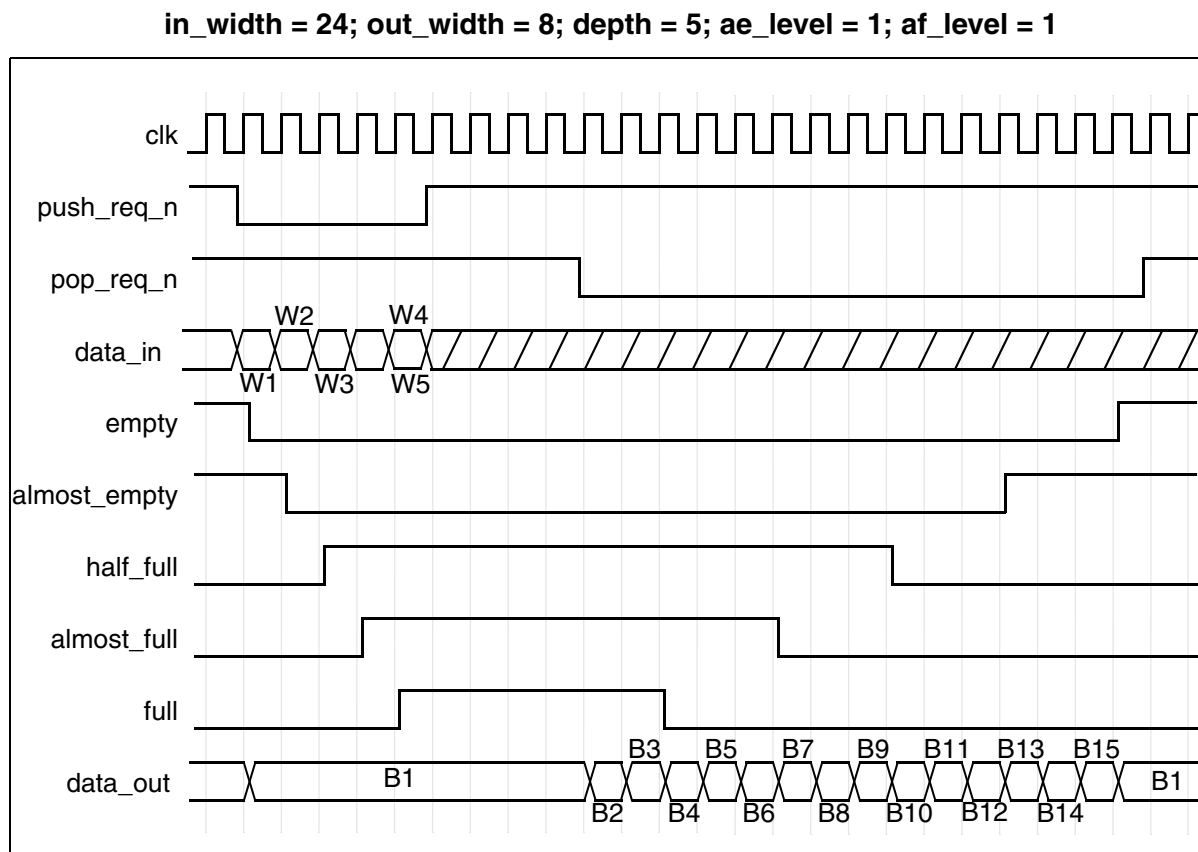 in_width = 24; out_width = 8; depth = 5; ae_level = 1; af_level = 1
clk
push_req_n
pop_req_n
W2 W4
data_in
W1 W3 W5
empty
almost_empty
half_full
almost_full
full
B3 B5 B7 B9 B11 B13 B15
data_out B1 B1
B2 B4 B6 B8 B10 B12 B14